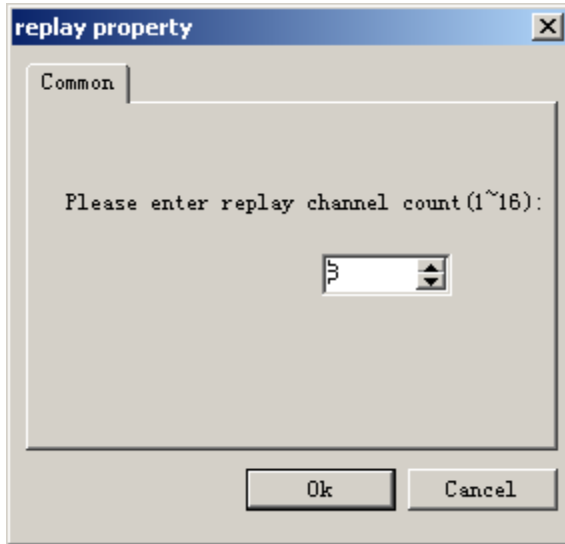 replay property
Common
Please enter replay channel count(1~16):
3
Ok
Cancel